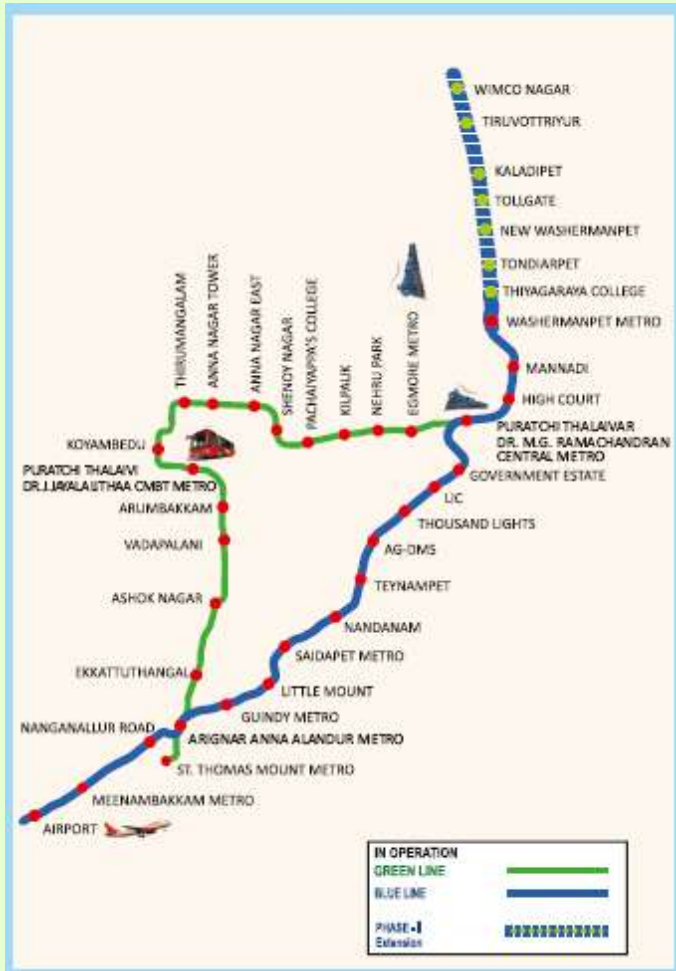 WIMCO NAGAR
TIRUVOTTRIYUR
KALADIPET
TOLLGATE
NEW WASHERMANPET
TONDIARPET
THIYAGARAYA COLLEGE
WASHERMANPET METRO
MANNADI
HIGH COURT
PURATCHI THALAIVAR
DR. M.G. RAMACHANDRAN
CENTRAL METRO
THIRUMANGALAM
ANNA NAGAR TOWER
ANNA NAGAR EAST
SHENOY NAGAR
PACHAIYAPPA'S COLLEGE
KILPAUK
NEHRU PARK
EGMORE METRO
KOYAMBEDU
PURATCHI THALAIVI
DR.J.JAYALALITHAA CMBT METRO
ARUMBAKKAM
VADAPALANI
ASHOK NAGAR
EKKATTUTHANGAL
GOVERNMENT ESTATE
LIC
THOUSAND LIGHTS
AG-DMS
TEYNAMPET
NANDANAM
SAIDAPET METRO
LITTLE MOUNT
GUINDY METRO
NANGANALLUR ROAD
ARIGNAR ANNA ALANDUR METRO
ST. THOMAS MOUNT METRO
MEENAMBAKKAM METRO
AIRPORT
IN OPERATION
GREEN LINE
BLUE LINE
PHASE-I
Extension